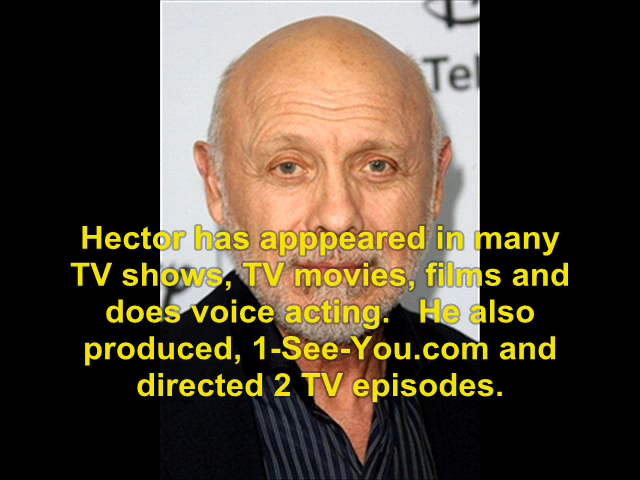 Tel
Hector has apppeared in many
TV shows, TV movies, films and
does voice acting. He also
produced, 1-See-You.com and
directed 2 TV episodes.